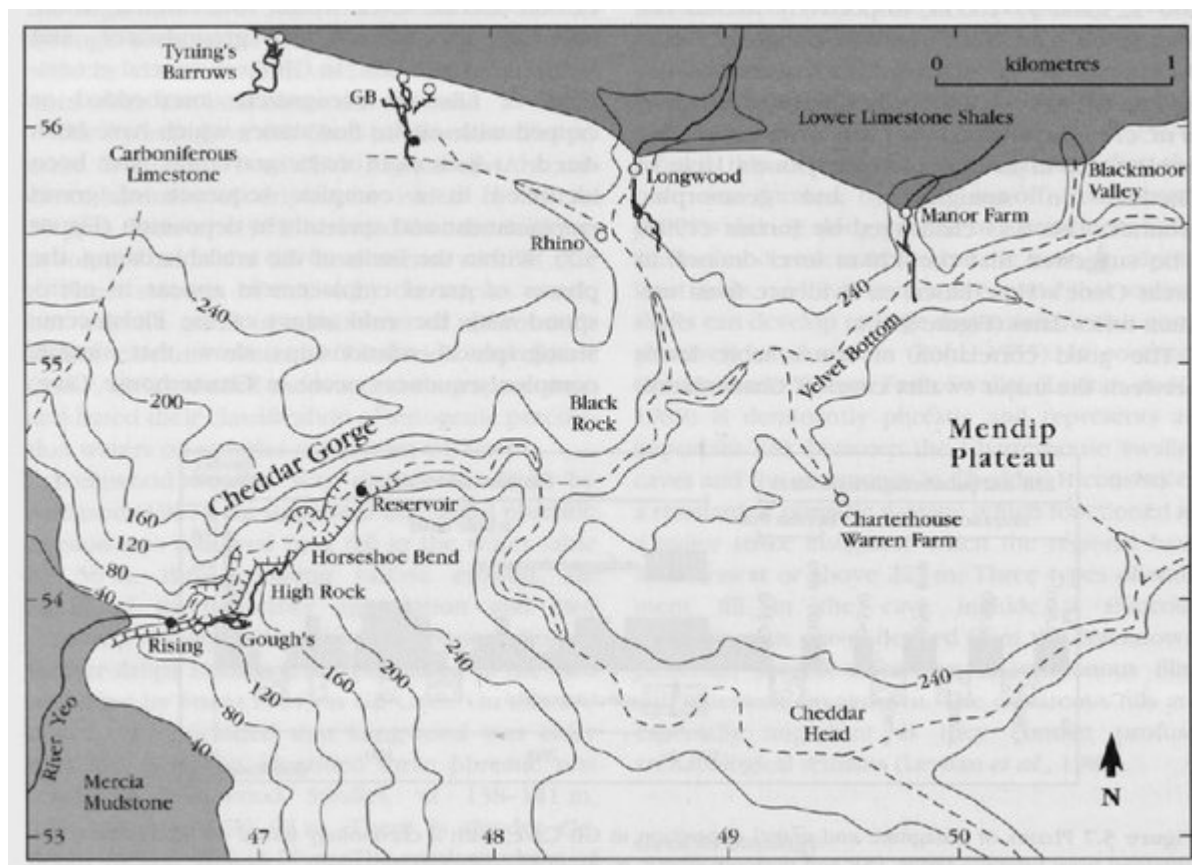 Tyning's
Barrows
GB
0 kilometres 1
56
Carboniferous
Limestone
Lower Limestone Shales
Longwood
Blackmoor
Valley
Rhino
Manor Farm
240
240
55
Velvet Bottom
200
Black
Rock
Mendip
Plateau
Cheddar Gorge
160
Reservoir
120
Charterhouse
Warren Farm
Horseshoe Bend
80
High Rock
40
54
Rising
Gough's
240
200
160
120
80
40
240
River Yeo
Cheddar
Head
Mercia
Mudstone
N
53
47
48
49
50